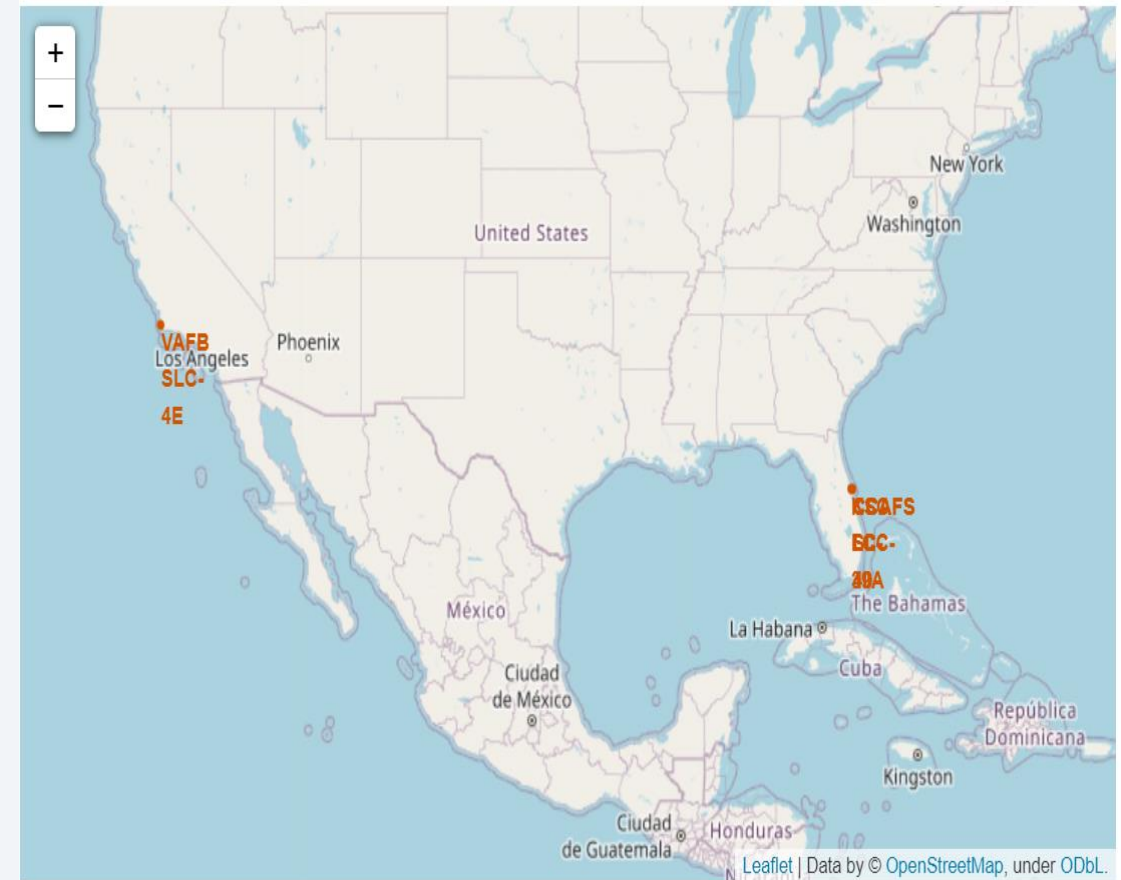 +
−
New York
Washington
United States
VAFB
Los Angeles
SLC-
4E
Phoenix
The Bahamas
México
La Habana
Cuba
Ciudad
de México
República
Dominicana
Kingston
Ciudad
de Guatemala
Honduras
Leaflet | Data by © OpenStreetMap, under ODbL.